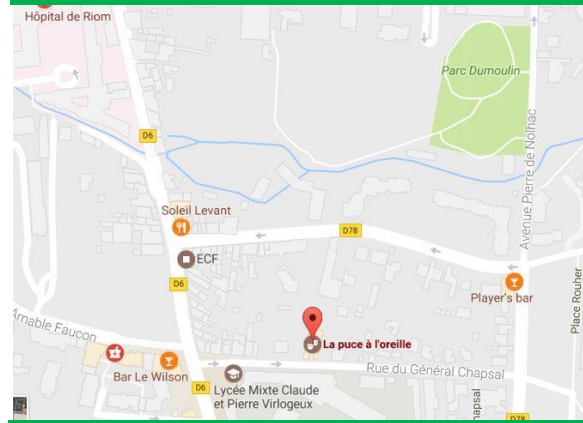 Hôpital de Riom
Parc Dumoulin
Avenue Pierre de Nolhac
D6
Soleil Levant
D78
ECF
D6
Player's bar
Place Rouher
Amable Faucon
La puce à l'oreille
Rue du Général Chapsal
Bar Le Wilson
D6
Lycée Mixte Claude
et Pierre Virlogeux
hapsal
D78